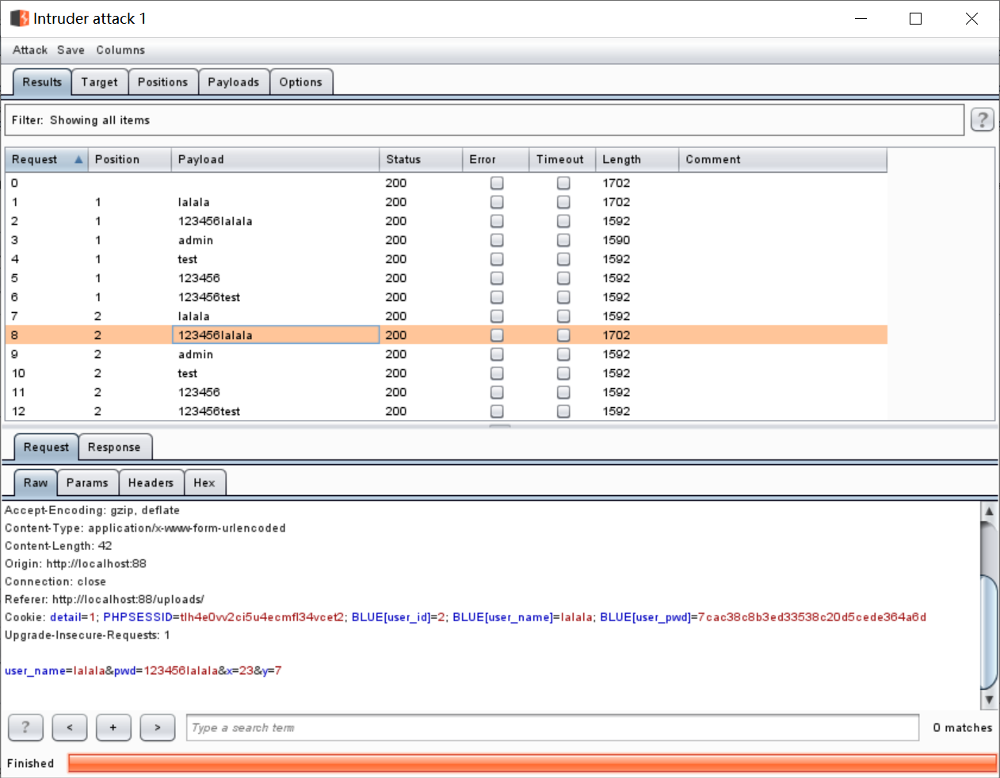 Intruder attack 1
Attack Save Columns
Results Target Positions Payloads Options
Filter: Showing all items
?
Request Position Payload Status Error Timeout Length Comment
0 200 1702
1 1 lalala 200 1702
2 1 123456lalala 200 1592
3 1 admin 200 1590
4 1 test 200 1592
5 1 123456 200 1592
6 1 123456test 200 1592
7 2 lalala 200 1592
8 2 123456lalala 200 1702
9 2 admin 200 1592
10 2 test 200 1592
11 2 123456 200 1592
12 2 123456test 200 1592
Request Response
Raw Params Headers Hex
Accept-Encoding: gzip, deflate
Content-Type: application/x-www-form-urlencoded
Content-Length: 42
Origin: http://localhost:88
Connection: close
Referer: http://localhost:88/uploads/
Cookie: detail=1; PHPSESSID=tlh4e0vv2ci5u4ecmfl34vcet2; BLUE[user_id]=2; BLUE[user_name]=lalala; BLUE[user_pwd]=7cac38c8b3ed33538c20d5cede364a6d
Upgrade-Insecure-Requests: 1
user_name=lalala&pwd=123456lalala&x=23&y=7
? < + > Type a search term 0 matches
Finished